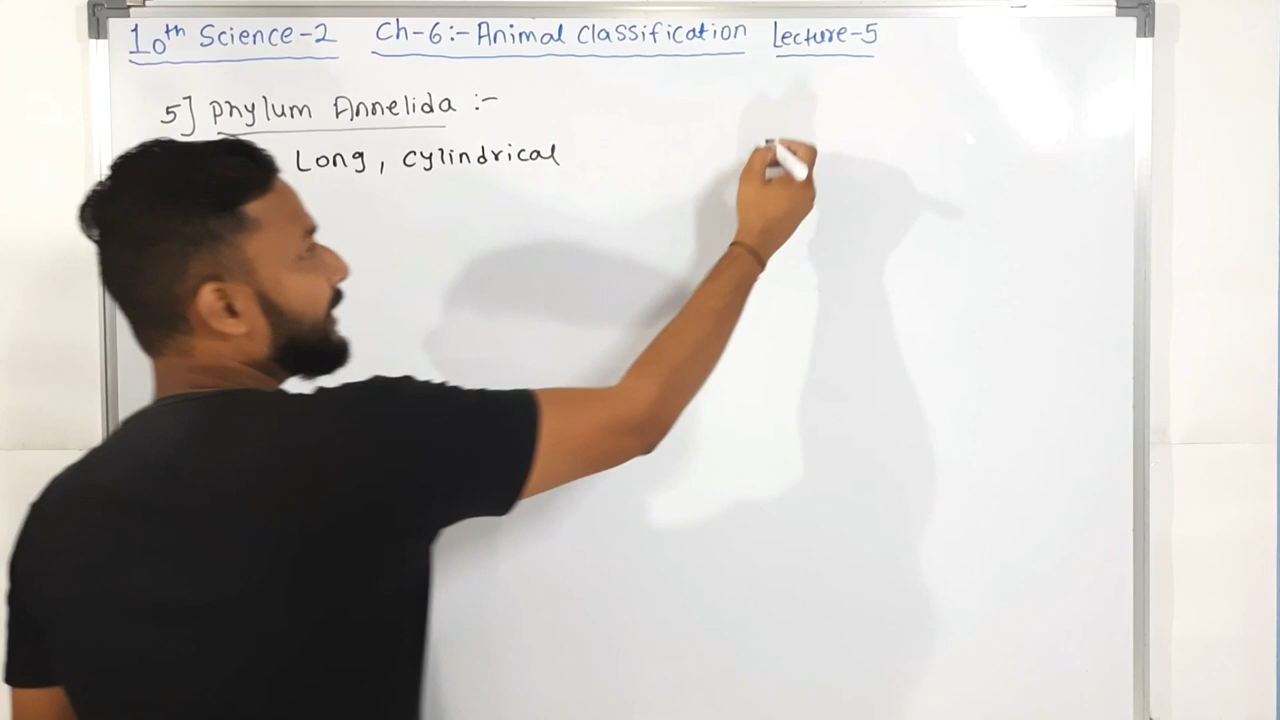 10th Science-2 Ch-6:- Animal classification Lecture-5
5] Phylum Annelida :-
Long, cylindrical